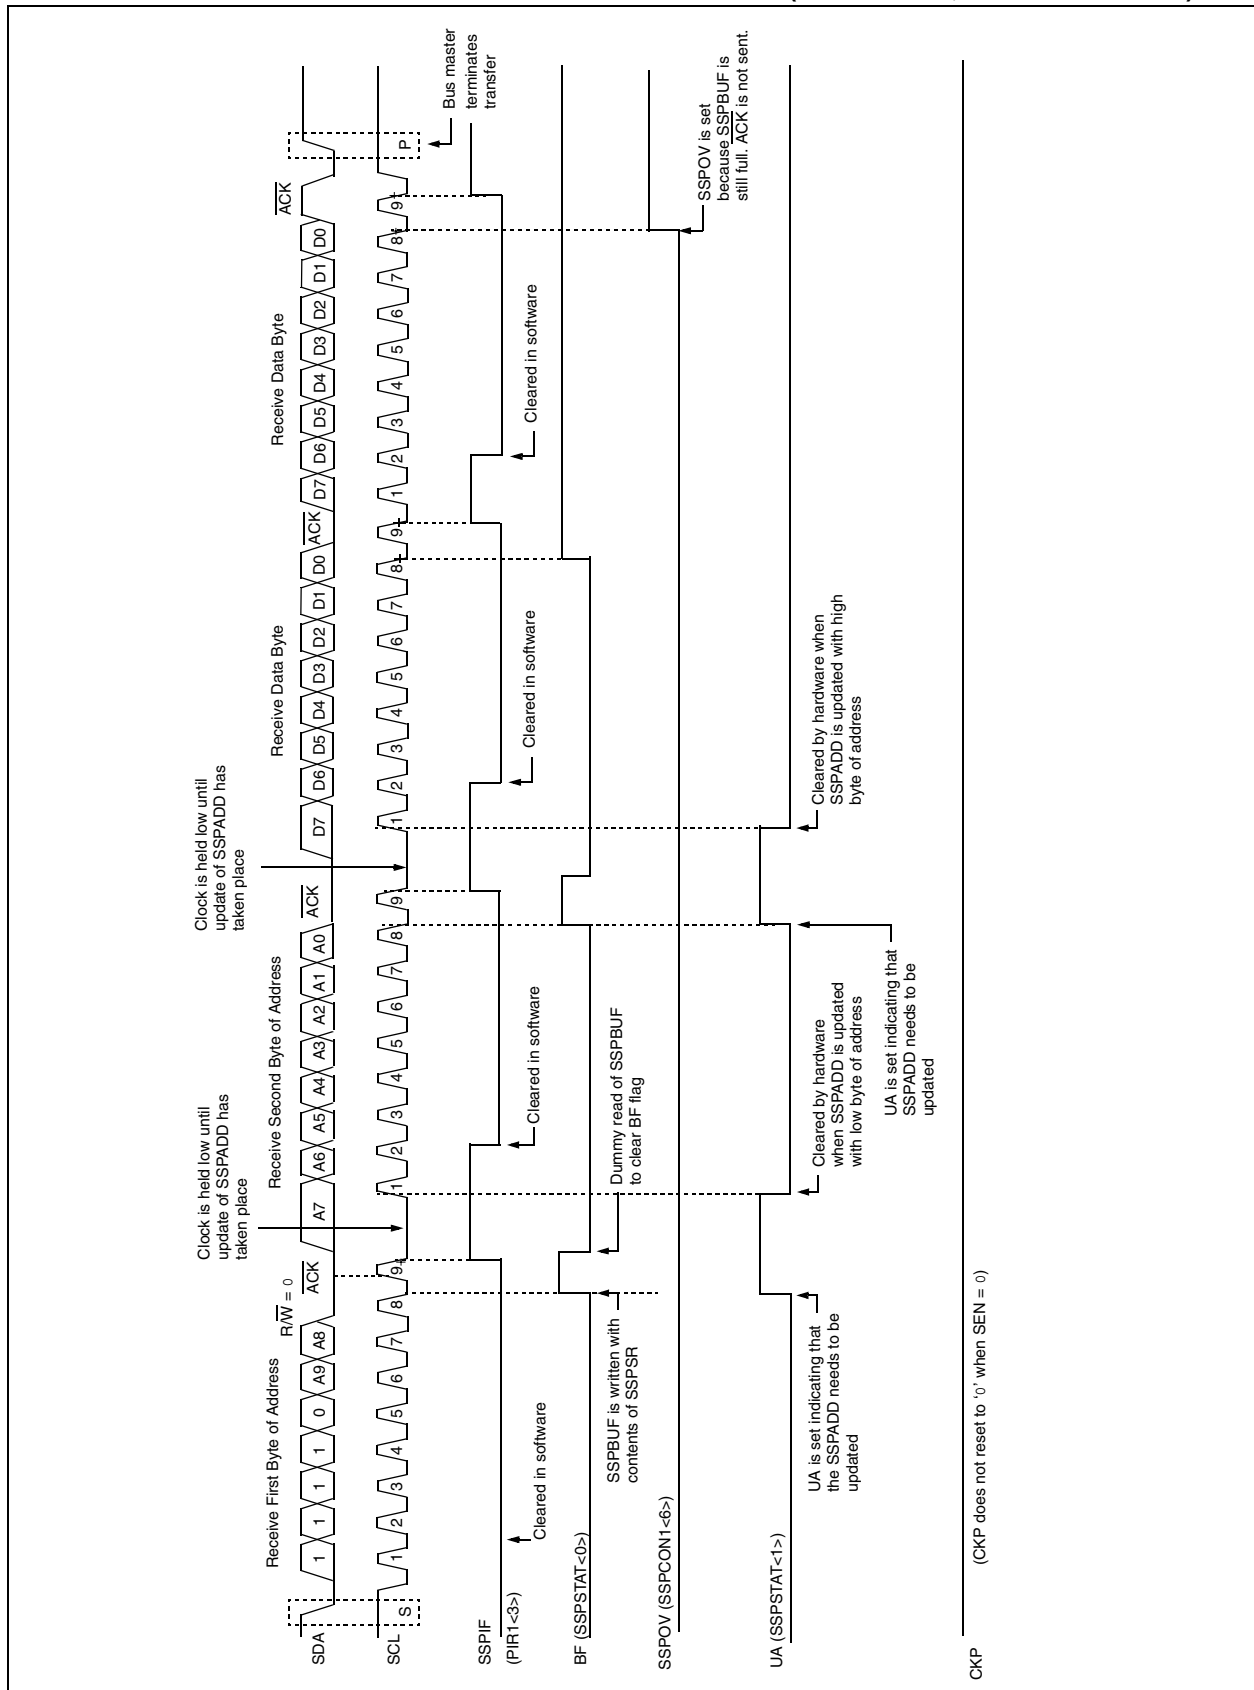 Receive First Byte of Address
R/W = 0
Clock is held low until
update of SSPADD has
taken place
Receive Second Byte of Address
Clock is held low until
update of SSPADD has
taken place
Receive Data Byte
Receive Data Byte
SDA
1 1 1 1 0 A9 A8 ACK A7 A6 A5 A4 A3 A2 A1 A0 ACK D7 D6 D5 D4 D3 D2 D1 D0 ACK D7 D6 D5 D4 D3 D2 D1 D0 ACK
SCL
S 1 2 3 4 5 6 7 8 9 1 2 3 4 5 6 7 8 9 1 2 3 4 5 6 7 8 9 1 2 3 4 5 6 7 8 9 P
Bus master
terminates
transfer
SSPIF
(PIR1<3>)
Cleared in software
Cleared in software
Cleared in software
Cleared in software
BF (SSPSTAT<0>)
SSPBUF is written with
contents of SSPSR
Dummy read of SSPBUF
to clear BF flag
SSPOV (SSPCON1<6>)
SSPOV is set
because SSPBUF is
still full. ACK is not sent.
UA (SSPSTAT<1>)
UA is set indicating that
the SSPADD needs to be
updated
Cleared by hardware
when SSPADD is updated
with low byte of address
UA is set indicating that
SSPADD needs to be
updated
Cleared by hardware when
SSPADD is updated with high
byte of address
CKP
(CKP does not reset to ‘0’ when SEN = 0)